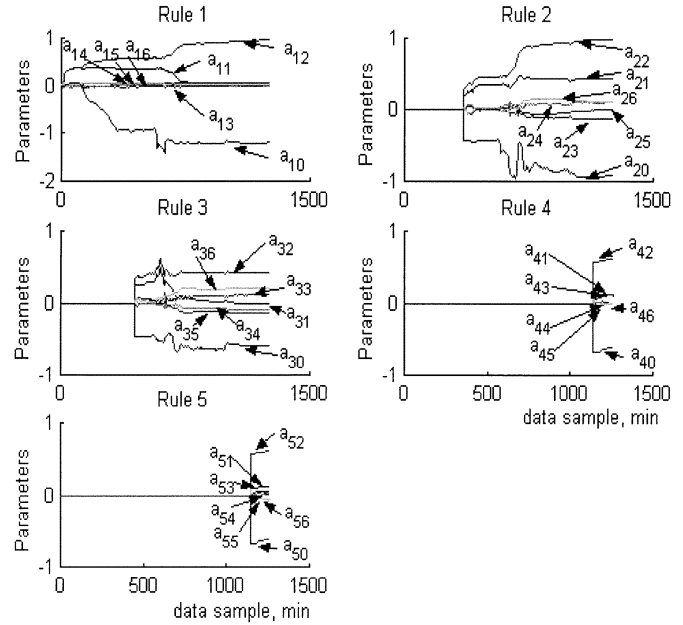 Rule 1
Parameters
1
0
-1
-2
0
1500
a14
a15
a16
a12
a11
a13
a10
Rule 2
Parameters
1
0
-1
0
1500
a22
a21
a26
a24
a23
a25
a20
Rule 3
Parameters
1
0
-1
0
1500
a36
a32
a33
a31
a35
a34
a30
Rule 4
Parameters
1
0
-1
0
500
1000
1500
data sample, min
a41
a42
a43
a44
a46
a45
a40
Rule 5
Parameters
1
0
-1
0
500
1000
1500
data sample, min
a52
a51
a53
a54
a56
a55
a50